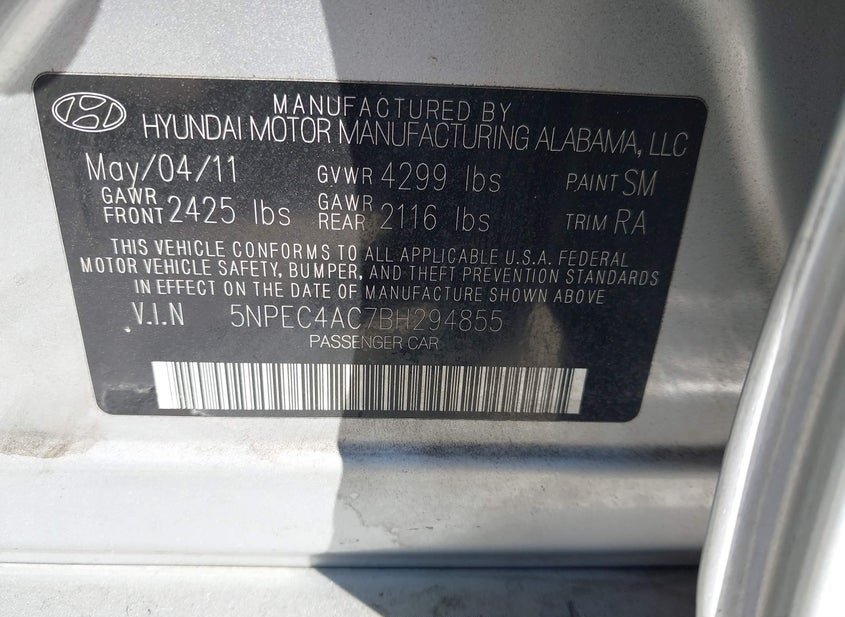 MANUFACTURED BY
HYUNDAI MOTOR MANUFACTURING ALABAMA, LLC
May/04/11 GVWR 4299 lbs PAINT SM
GAWR FRONT 2425 lbs GAWR REAR 2116 lbs TRIM RA
THIS VEHICLE CONFORMS TO ALL APPLICABLE U.S.A. FEDERAL
MOTOR VEHICLE SAFETY, BUMPER, AND THEFT PREVENTION STANDARDS
IN EFFECT ON THE DATE OF MANUFACTURE SHOWN ABOVE
V.I.N 5NPEC4AC7BH294855
PASSENGER CAR